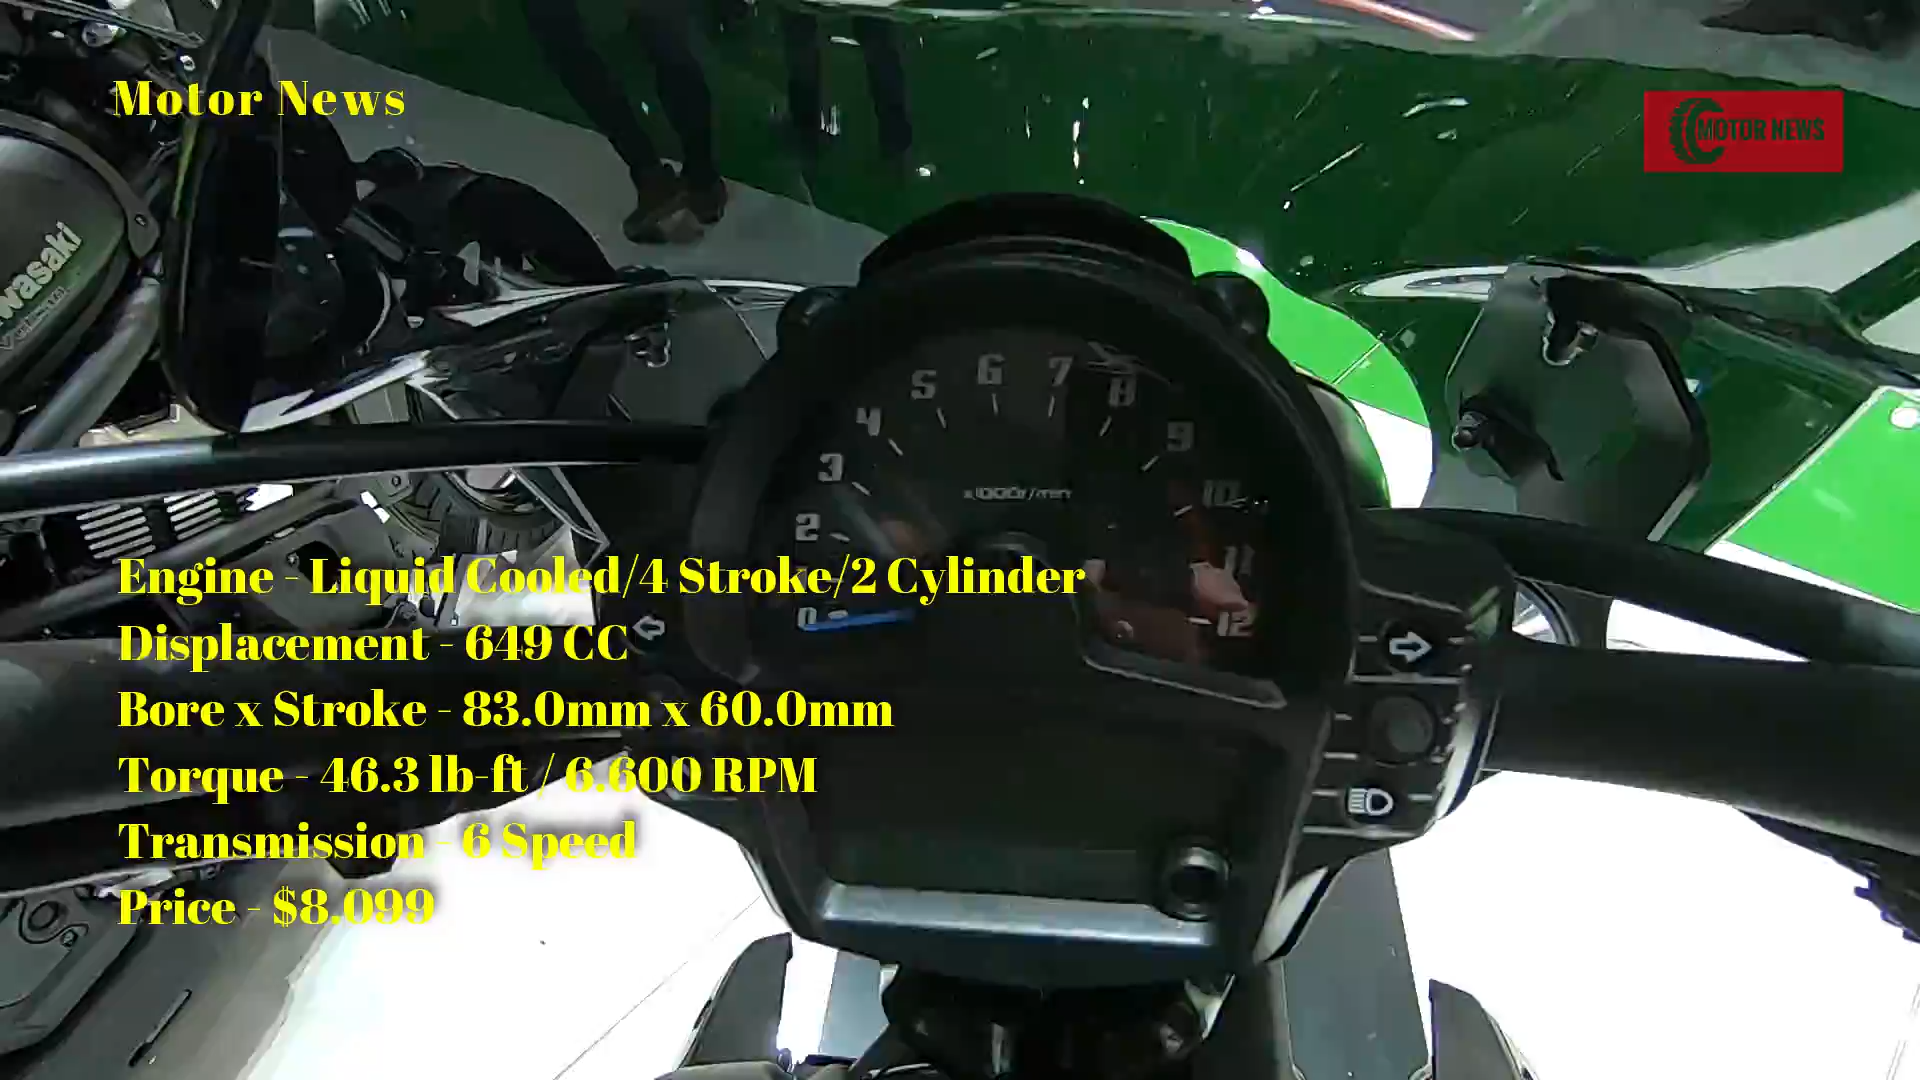 Motor News
MOTOR NEWS
wasaki
5 6 7 8
4 9
3 10
x1000r/min
2 11
0 12
Engine - Liquid Cooled/4 Stroke/2 Cylinder
Displacement - 649 CC
Bore x Stroke - 83.0mm x 60.0mm
Torque - 46.3 lb-ft / 6.600 RPM
Transmission - 6 Speed
Price - $8.099